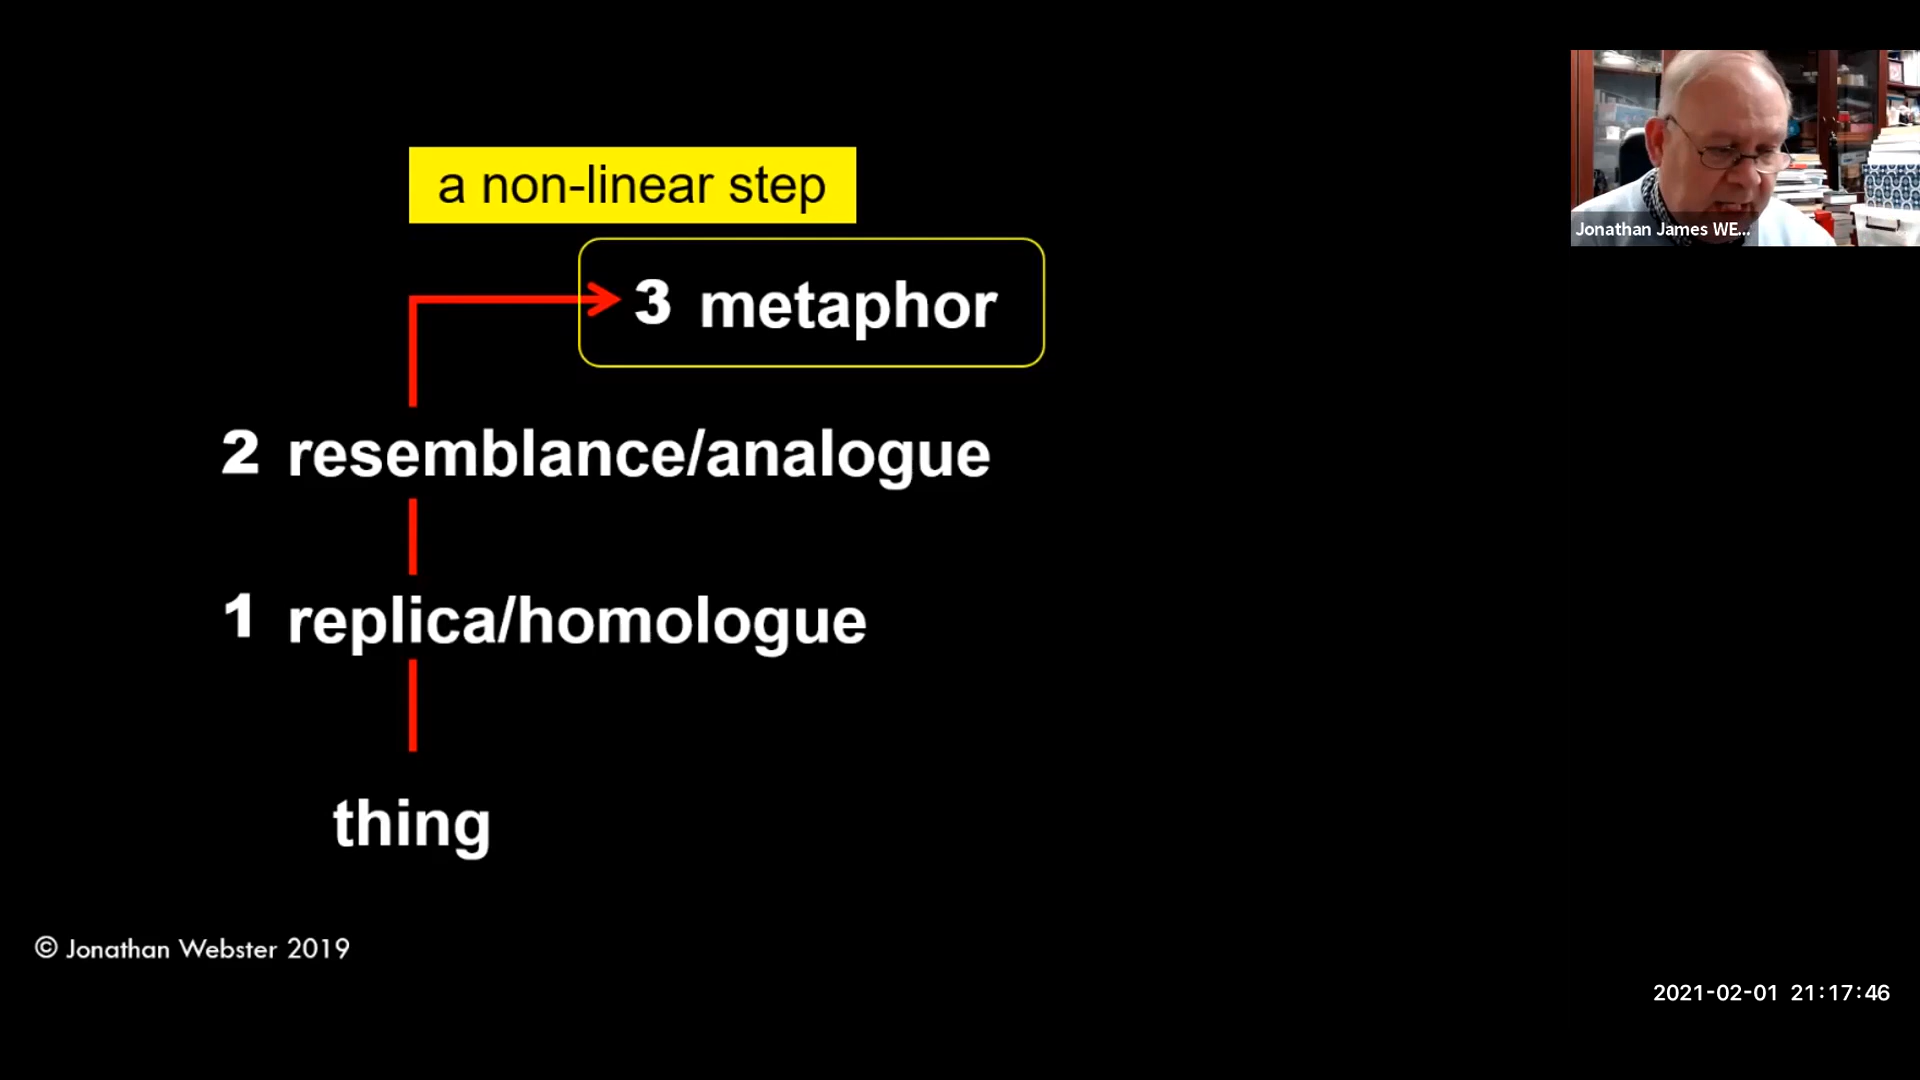 a non-linear step
3 metaphor
2 resemblance/analogue
1 replica/homologue
thing
© Jonathan Webster 2019
Jonathan James WE...
2021-02-01 21:17:46